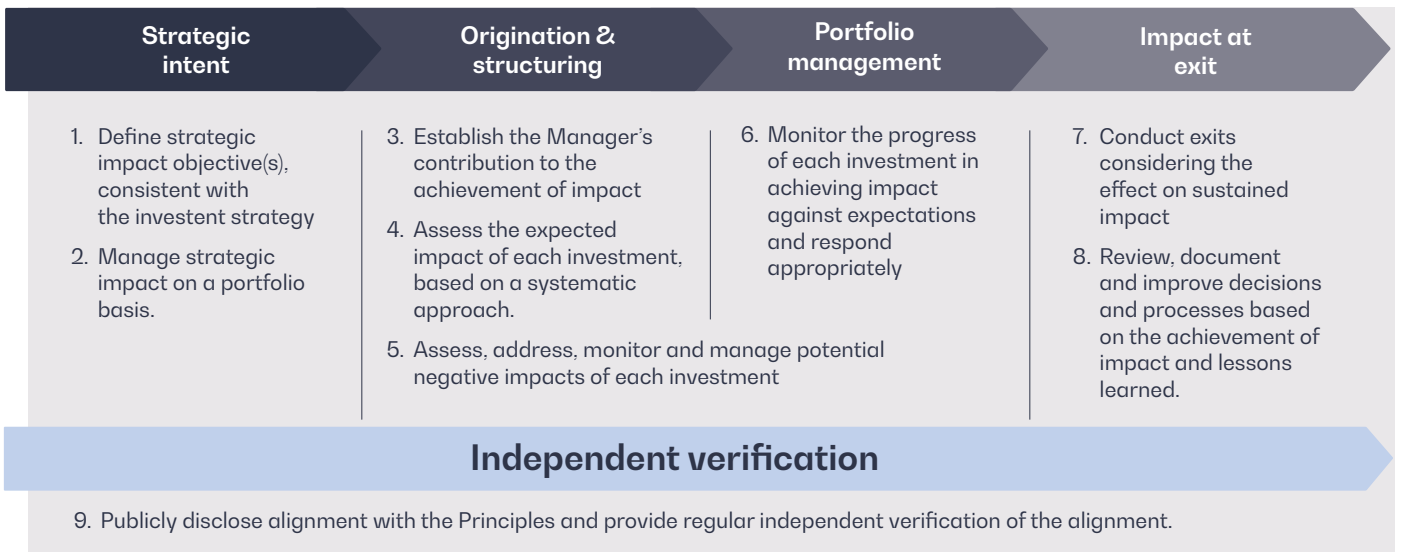 Strategic
intent
Origination &
structuring
Portfolio
management
Impact at
exit
1. Define strategic
impact objective(s),
consistent with
the investent strategy
2. Manage strategic
impact on a portfolio
basis.
3. Establish the Manager's
contribution to the
achievement of impact
4. Assess the expected
impact of each investment,
based on a systematic
approach.
5. Assess, address, monitor and manage potential
negative impacts of each investment
6. Monitor the progress
of each investment in
achieving impact
against expectations
and respond
appropriately
7. Conduct exits
considering the
effect on sustained
impact
8. Review, document
and improve decisions
and processes based
on the achievement of
impact and lessons
learned.
Independent verification
9. Publicly disclose alignment with the Principles and provide regular independent verification of the alignment.